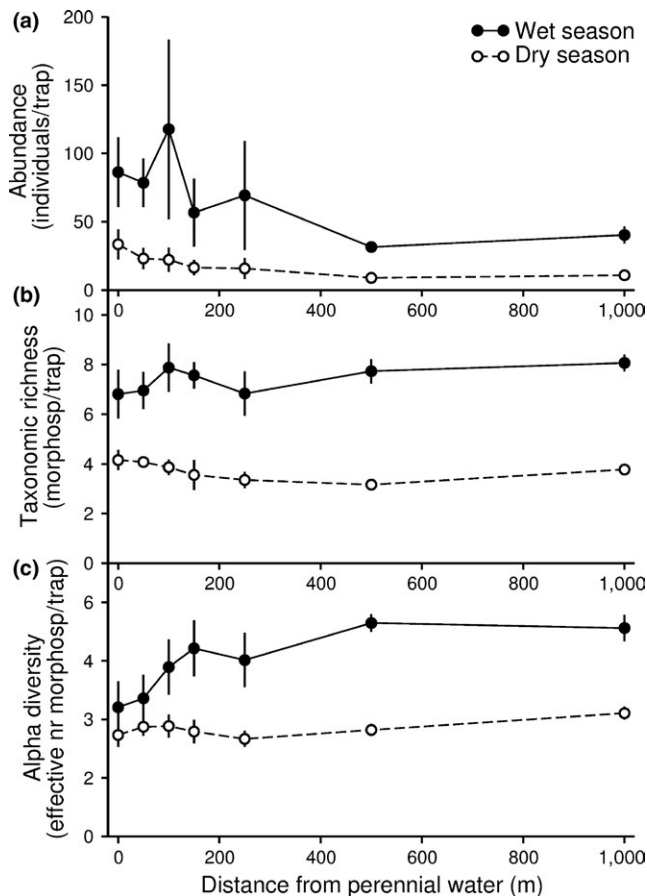 (a)
200
150
100
50
0
Abundance
(individuals/trap)
Wet season
Dry season
0 200 400 600 800 1,000
(b)
10
8
6
4
2
0
Taxonomic richness
(morphosp/trap)
0 200 400 600 800 1,000
(c)
6
4
3
2
0
Alpha diversity
(effective nr morphosp/trap)
0 200 400 600 800 1,000
Distance from perennial water (m)